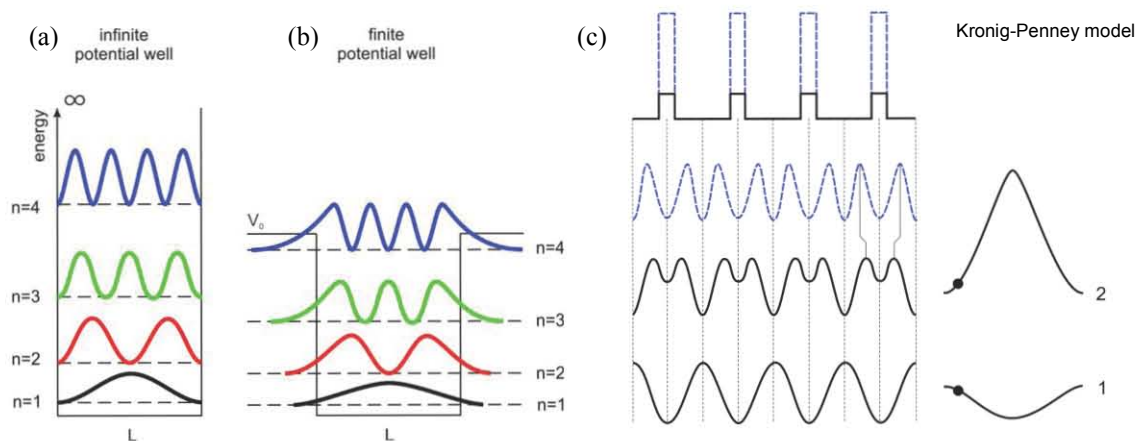 (a)
infinite
potential well
∞
energy
n=4
n=3
n=2
n=1
L
(b)
finite
potential well
V₀
n=4
n=3
n=2
n=1
L
(c)
Kronig-Penney model
2
1